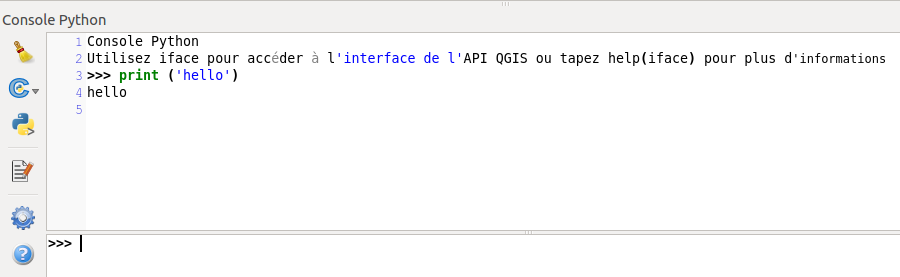 Console Python
1 Console Python
2 Utilisez iface pour accéder à l'interface de l'API QGIS ou tapez help(iface) pour plus d'informations
3 >>> print ('hello')
4 hello
5
>>>